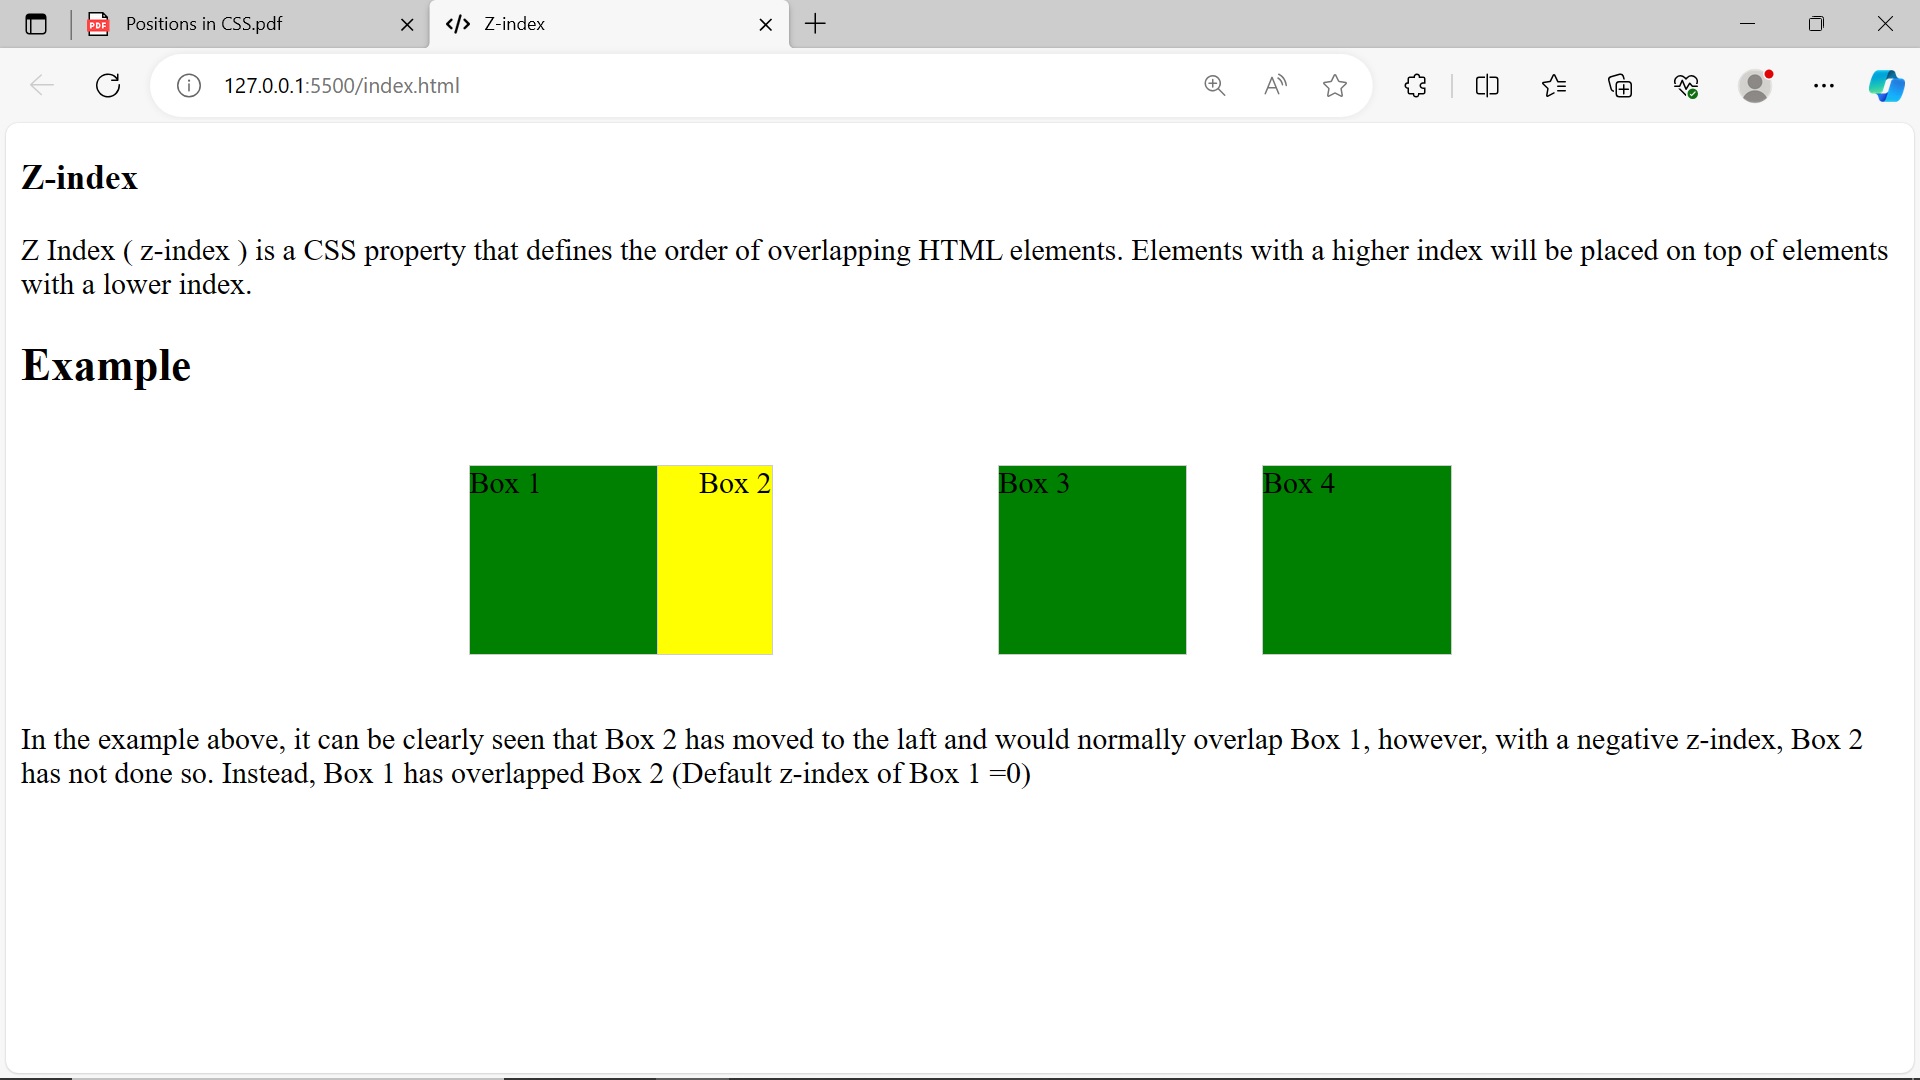 Positions in CSS.pdf
Z-index
127.0.0.1:5500/index.html
Z-index
Z Index ( z-index ) is a CSS property that defines the order of overlapping HTML elements. Elements with a higher index will be placed on top of elements
with a lower index.
Example
Box 1 Box 2 Box 3 Box 4
In the example above, it can be clearly seen that Box 2 has moved to the laft and would normally overlap Box 1, however, with a negative z-index, Box 2
has not done so. Instead, Box 1 has overlapped Box 2 (Default z-index of Box 1 =0)